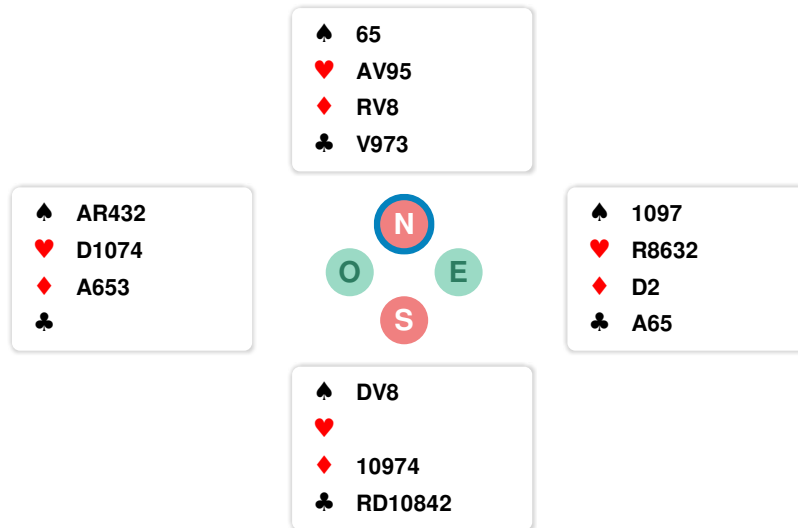 ♠ 65
♥ AV95
♦ RV8
♣ V973
♠ AR432
♥ D1074
♦ A653
♣
N
O
E
S
♠ 1097
♥ R8632
♦ D2
♣ A65
♠ DV8
♥
♦ 10974
♣ RD10842